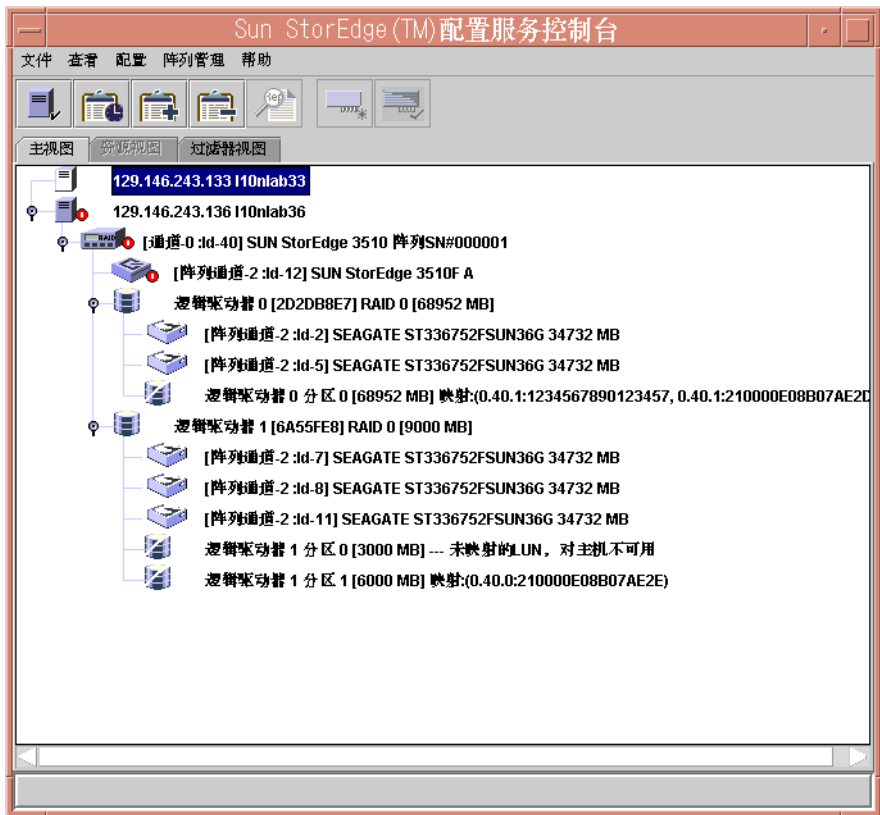 Sun StorEdge(TM)配置服务控制台
文件 查看 配置 阵列管理 帮助
主视图 资源视图 过滤器视图
129.146.243.133 l10nlab33
129.146.243.136 l10nlab36
[通道-0 :Id-40] SUN StorEdge 3510 阵列SN#000001
[阵列通道-2 :Id-12] SUN StorEdge 3510F A
逻辑驱动器 0 [2D2DB8E7] RAID 0 [68952 MB]
[阵列通道-2 :Id-2] SEAGATE ST336752FSUN36G 34732 MB
[阵列通道-2 :Id-5] SEAGATE ST336752FSUN36G 34732 MB
逻辑驱动器 0 分区 0 [68952 MB] 映射:(0.40.1:1234567890123457, 0.40.1:210000E08B07AE2D
逻辑驱动器 1 [6A55FE8] RAID 0 [9000 MB]
[阵列通道-2 :Id-7] SEAGATE ST336752FSUN36G 34732 MB
[阵列通道-2 :Id-8] SEAGATE ST336752FSUN36G 34732 MB
[阵列通道-2 :Id-11] SEAGATE ST336752FSUN36G 34732 MB
逻辑驱动器 1 分区 0 [3000 MB] --- 未映射的LUN，对主机不可用
逻辑驱动器 1 分区 1 [6000 MB] 映射:(0.40.0:210000E08B07AE2E)